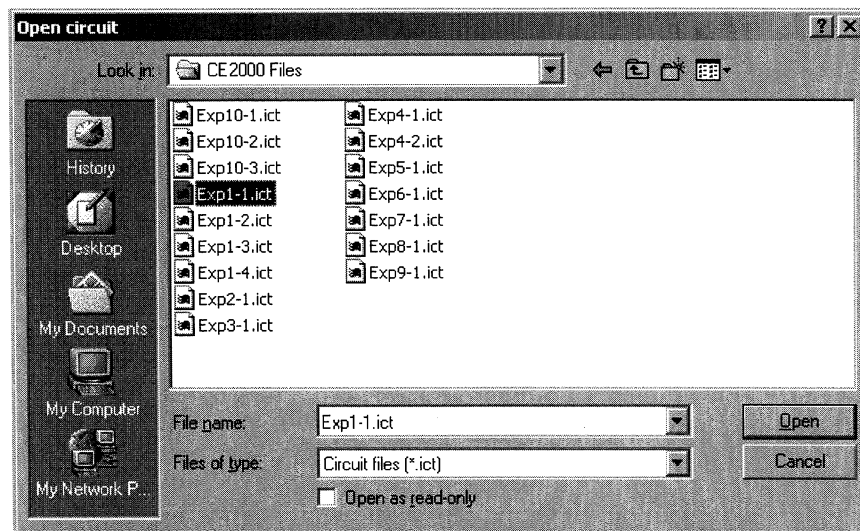 Open circuit
Look in: CE2000 Files
History
Desktop
My Documents
My Computer
My Network P...
Exp10-1.ict
Exp10-2.ict
Exp10-3.ict
Exp1-1.ict
Exp1-2.ict
Exp1-3.ict
Exp1-4.ict
Exp2-1.ict
Exp3-1.ict
Exp4-1.ict
Exp4-2.ict
Exp5-1.ict
Exp6-1.ict
Exp7-1.ict
Exp8-1.ict
Exp9-1.ict
File name: Exp1-1.ict Open
Files of type: Circuit files (*.ict) Cancel
Open as read-only